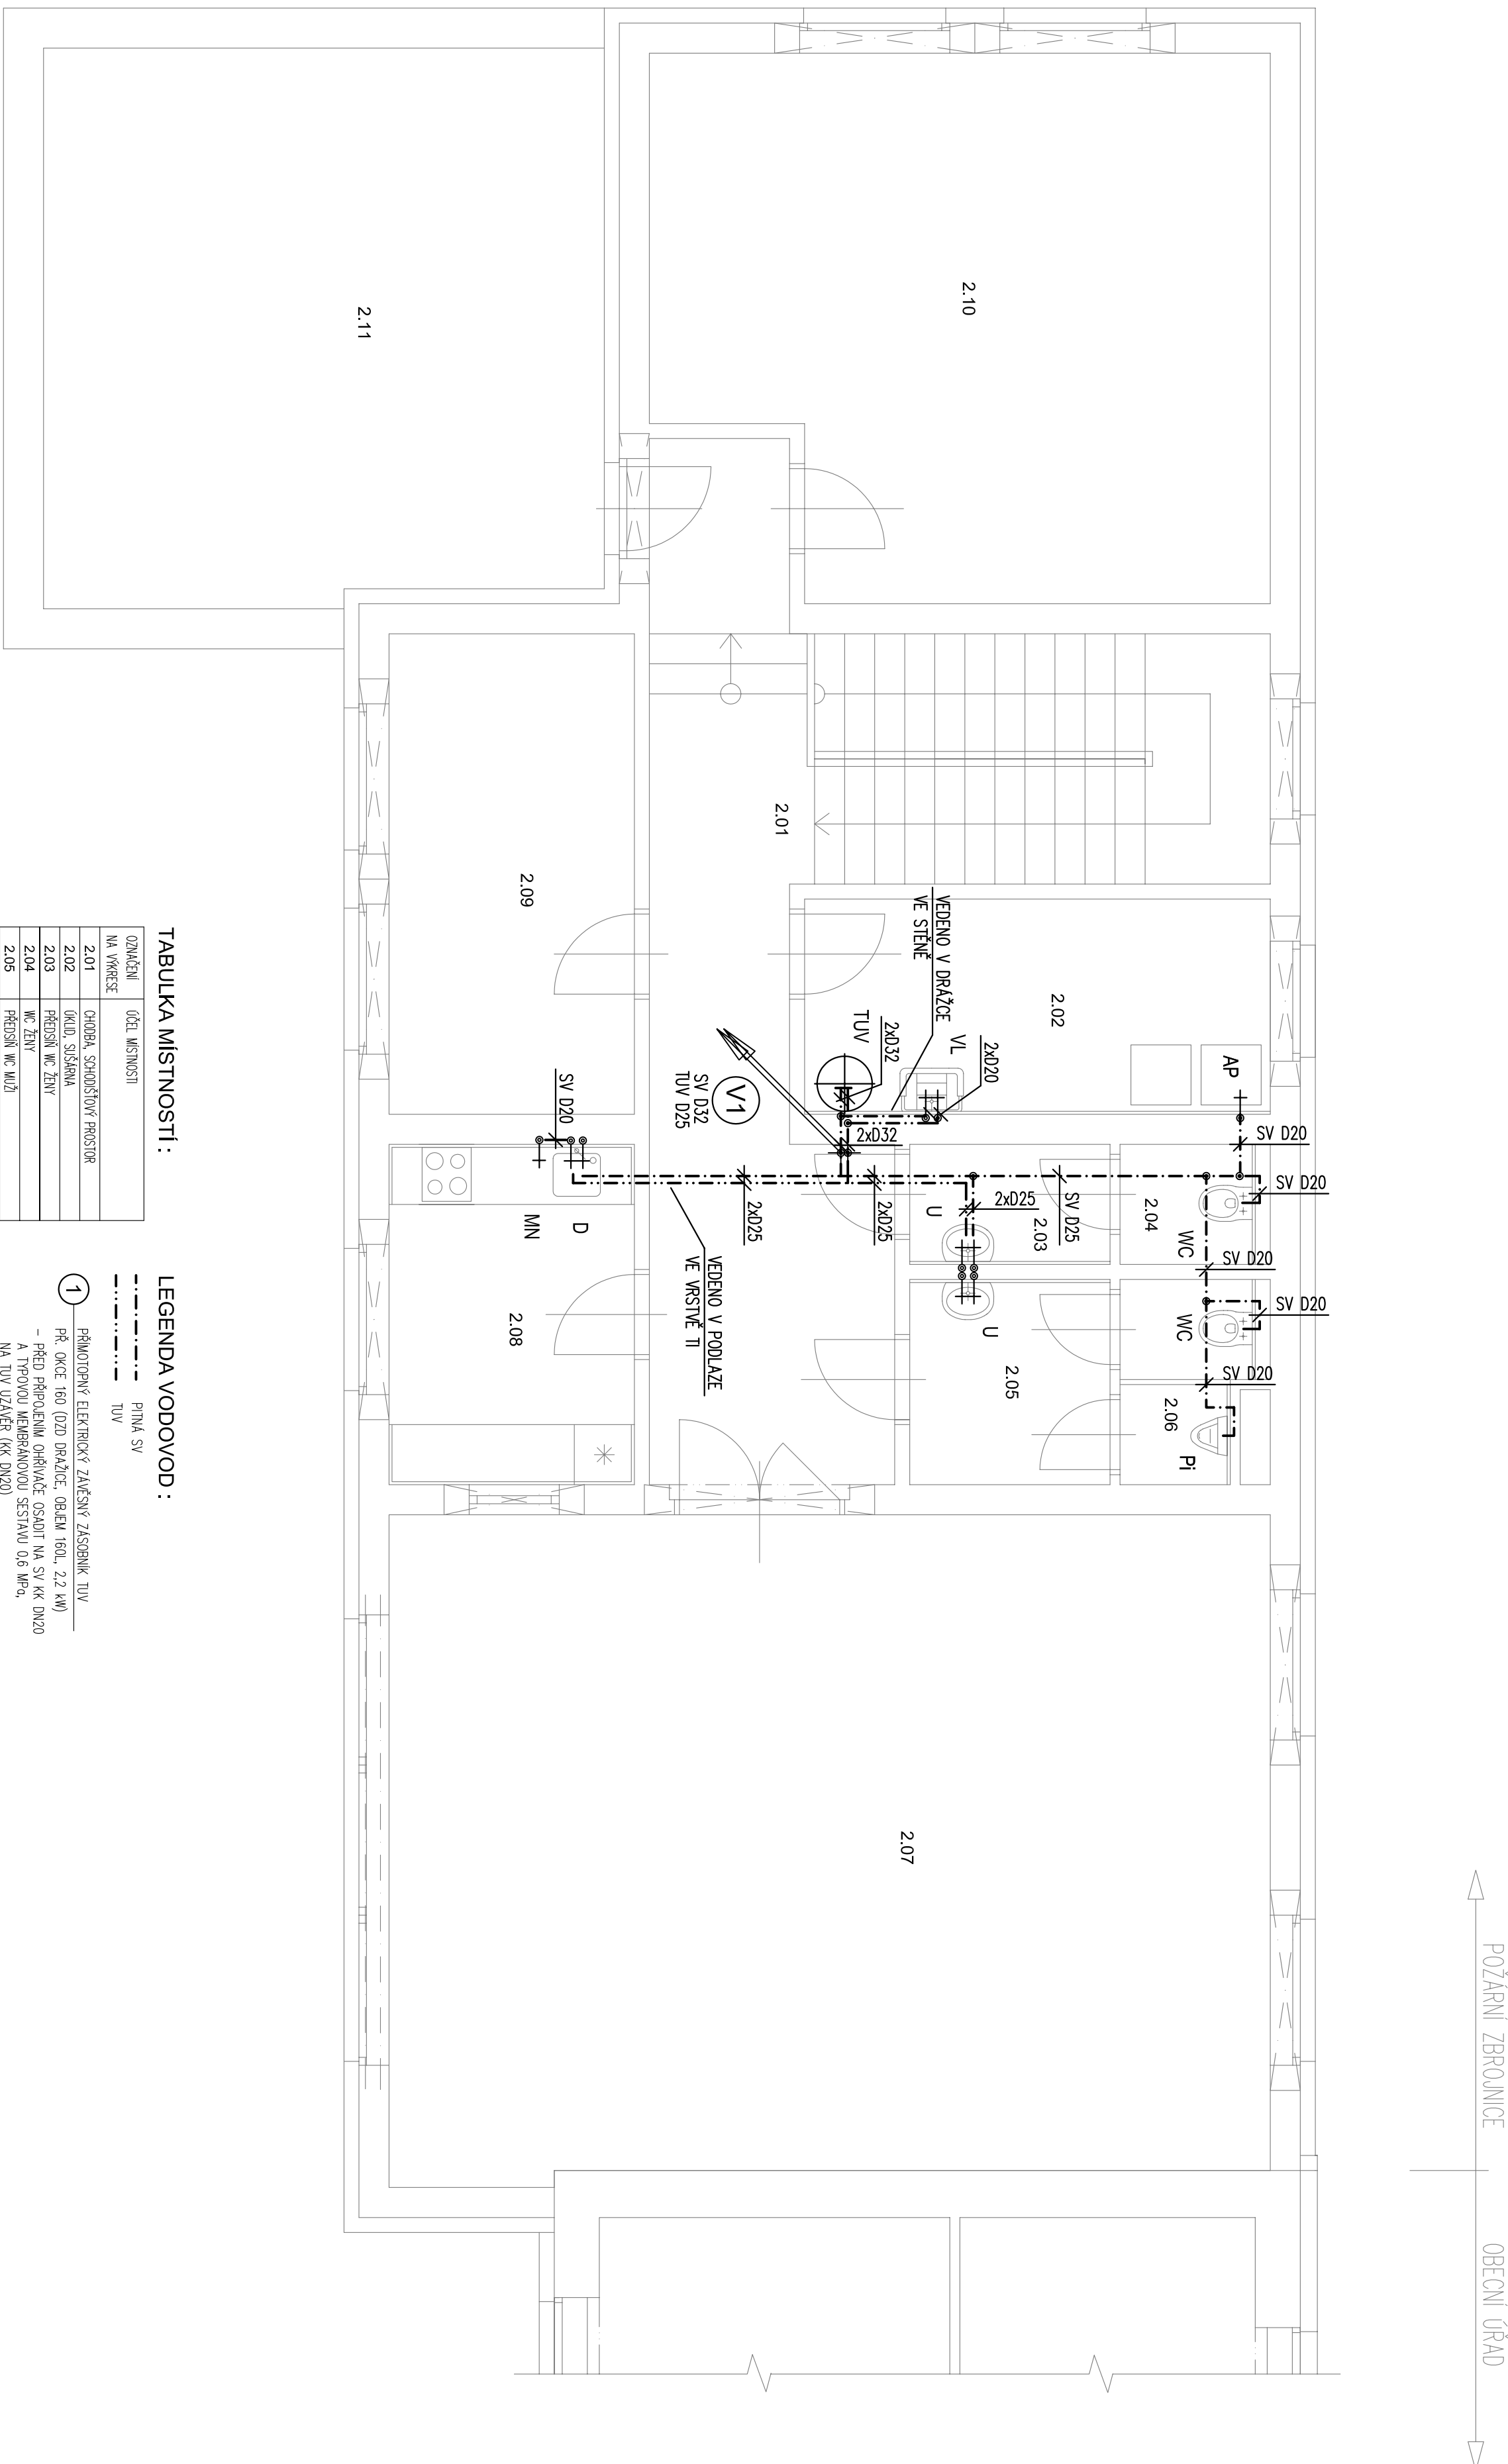 POŽÁRNÍ ZBROJNICE
OBECNÍ ÚŘAD
SV D20
SV D20
SV D20
SV D20
SV D20
AP
WC
WC
Pi
2.04
2.06
2.02
2.03
2.05
SV D25
2xD25
2xD20
VL
U
U
VEDENO V DRÁŽCE
VE STĚNĚ
2xD32
TUV
2xD32
2xD25
2xD25
V1
SV D32
TUV D25
VEDENO V PODLAZE
VE VRSTVĚ TI
2.10
2.01
2.07
2.11
2.09
SV D20
D
MN
2.08
TABULKA MÍSTNOSTÍ :
OZNAČENÍ
NA VÝKRESE
ÚČEL MÍSTNOSTI
2.01 CHODBA, SCHODIŠŤOVÝ PROSTOR
2.02 ÚKLID, SUŠÁRNA
2.03 PŘEDSÍŇ WC ŽENY
2.04 WC ŽENY
2.05 PŘEDSÍŇ WC MUŽI
LEGENDA VODOVOD :
PITNÁ SV
TUV
1 PŘÍMOTOPNÝ ELEKTRICKÝ ZÁVĚSNÝ ZÁSOBNÍK TUV
PŘ. OKCE 160 (DZD DRAŽICE, OBJEM 160L, 2,2 kW)
– PŘED PŘIPOJENÍM OHŘÍVAČE OSADIT NA SV KK DN20
A TYPOVOU MEMBRÁNOVOU SESTAVU 0,6 MPa,
NA TUV UZÁVĚR (KK DN20)